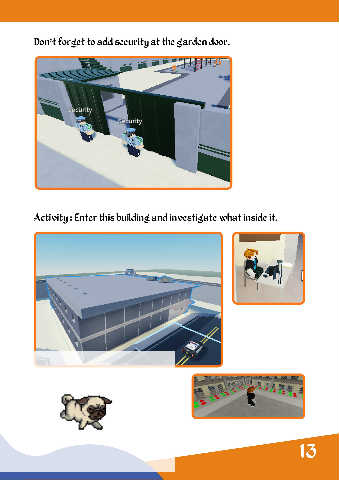 Don't forget to add security at the garden door.
Security
Security
Activity: Enter this building and investigate what inside it.
13